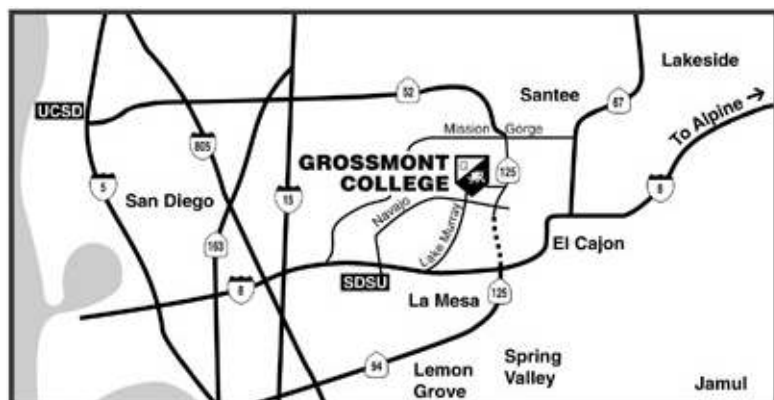 Lakeside
52
Santee
67
UCSD
To Alpine
Mission Gorge
805
GROSSMONT
COLLEGE
125
8
5
San Diego
15
Navajo
Lake Murray
163
El Cajon
8
SDSU
La Mesa
125
94
Spring
Valley
Lemon
Grove
Jamul